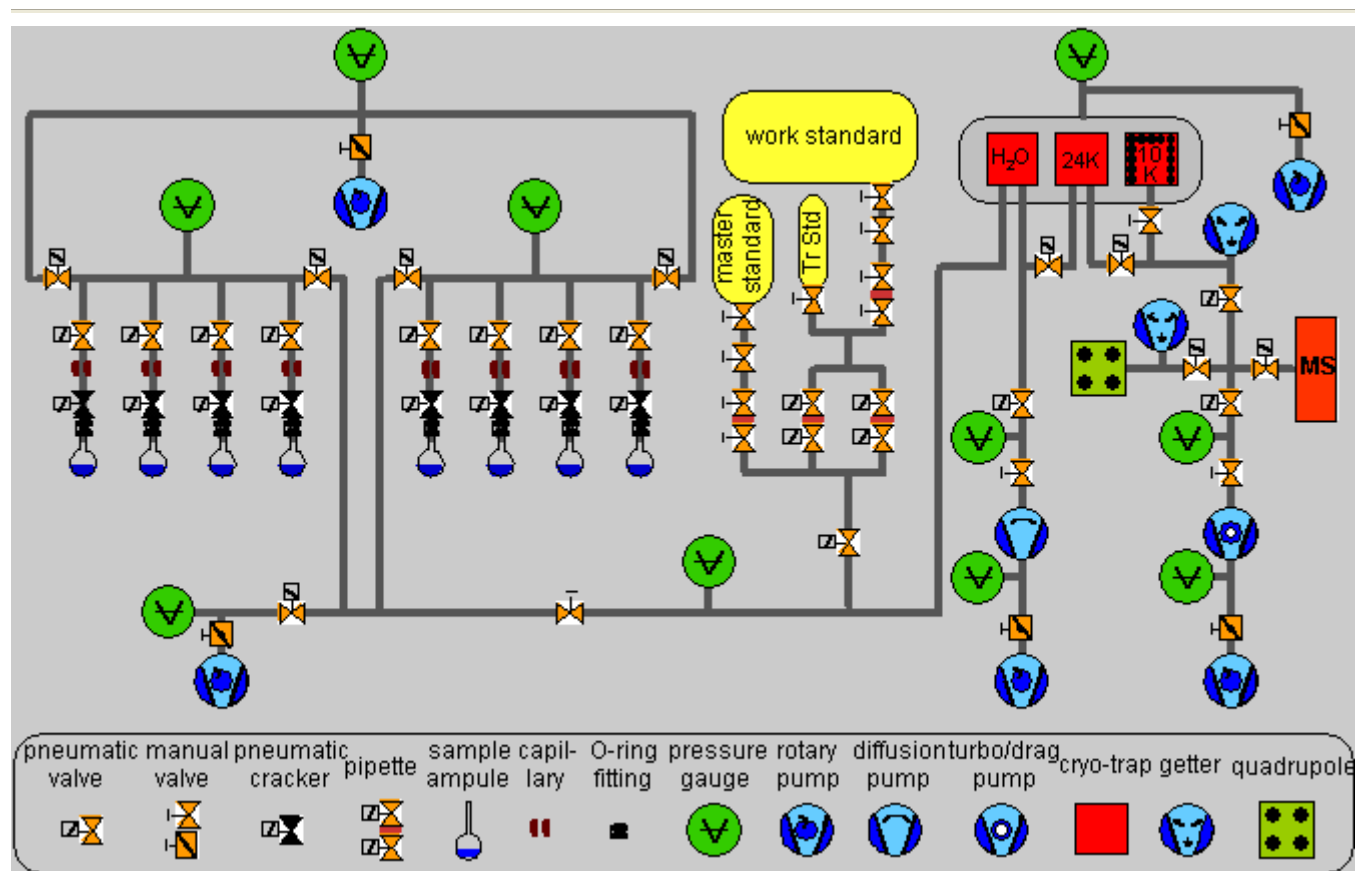 work standard
H₂O
24K
10
K
master
standard
Tr Std
MS
pneumatic
valve
manual
valve
pneumatic
cracker
pipette
sample
ampule
capil-
lary
O-ring
fitting
pressure
gauge
rotary
pump
diffusion
pump
turbo/drag
pump
cryo-trap
getter
quadrupole